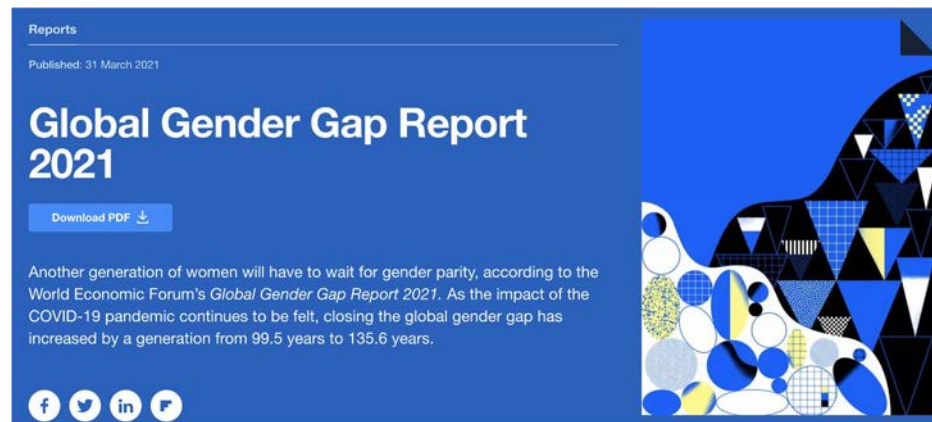 Reports
Published: 31 March 2021
Global Gender Gap Report
2021
Download PDF
Another generation of women will have to wait for gender parity, according to the
World Economic Forum's Global Gender Gap Report 2021. As the impact of the
COVID-19 pandemic continues to be felt, closing the global gender gap has
increased by a generation from 99.5 years to 135.6 years.